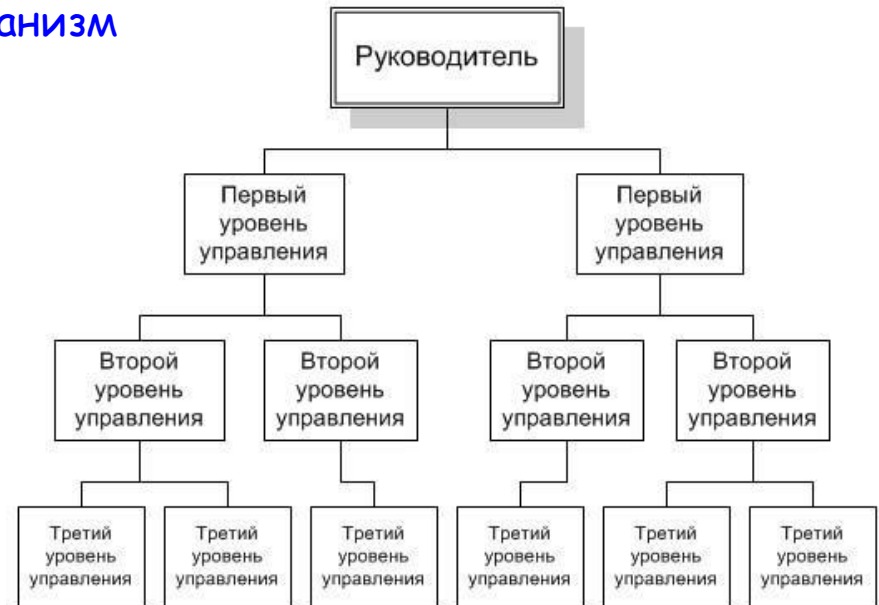 анизм
Руководитель
Первый
уровень
управления
Первый
уровень
управления
Второй
уровень
управления
Второй
уровень
управления
Второй
уровень
управления
Второй
уровень
управления
Третий
уровень
управления
Третий
уровень
управления
Третий
уровень
управления
Третий
уровень
управления
Третий
уровень
управления
Третий
уровень
управления